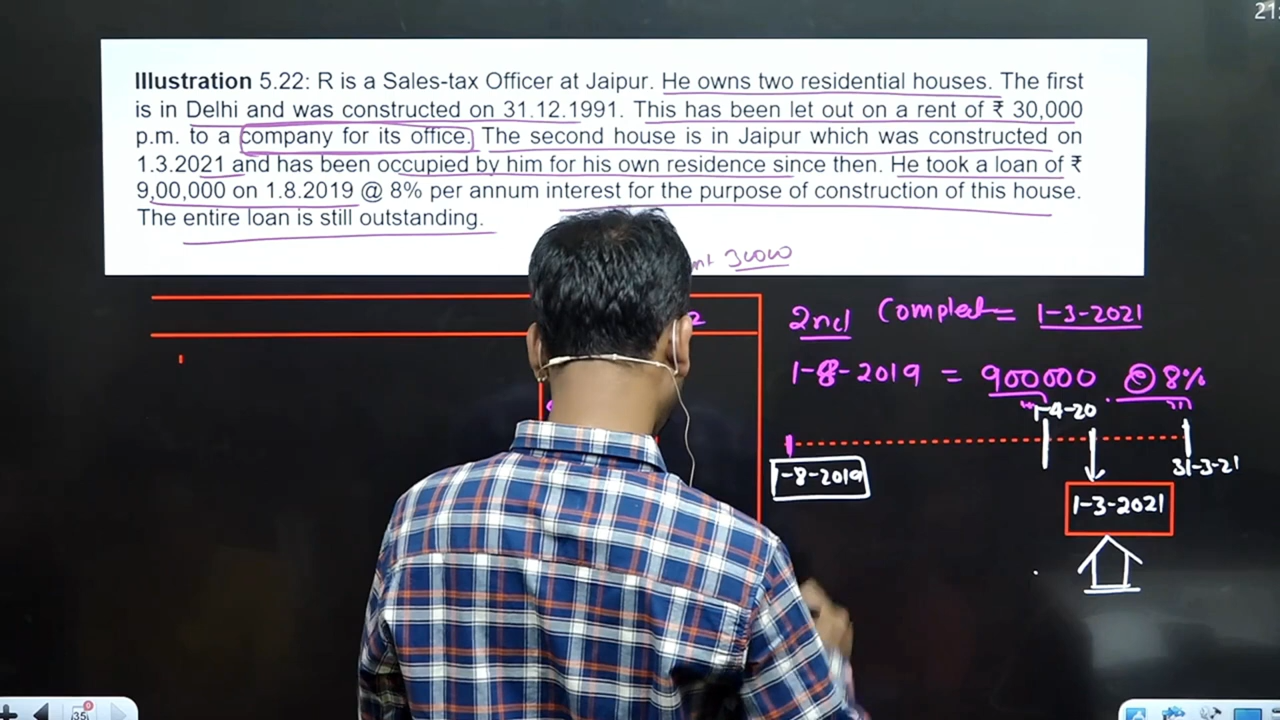 21:
Illustration 5.22: R is a Sales-tax Officer at Jaipur. He owns two residential houses. The first
is in Delhi and was constructed on 31.12.1991. This has been let out on a rent of ₹ 30,000
p.m. to a company for its office. The second house is in Jaipur which was constructed on
1.3.2021 and has been occupied by him for his own residence since then. He took a loan of ₹
9,00,000 on 1.8.2019 @ 8% per annum interest for the purpose of construction of this house.
The entire loan is still outstanding.
2
2nd Complet = 1-3-2021
1-8-2019 = 900000 @ 8%
1-4-20
1-8-2019
31-3-21
1-3-2021
35